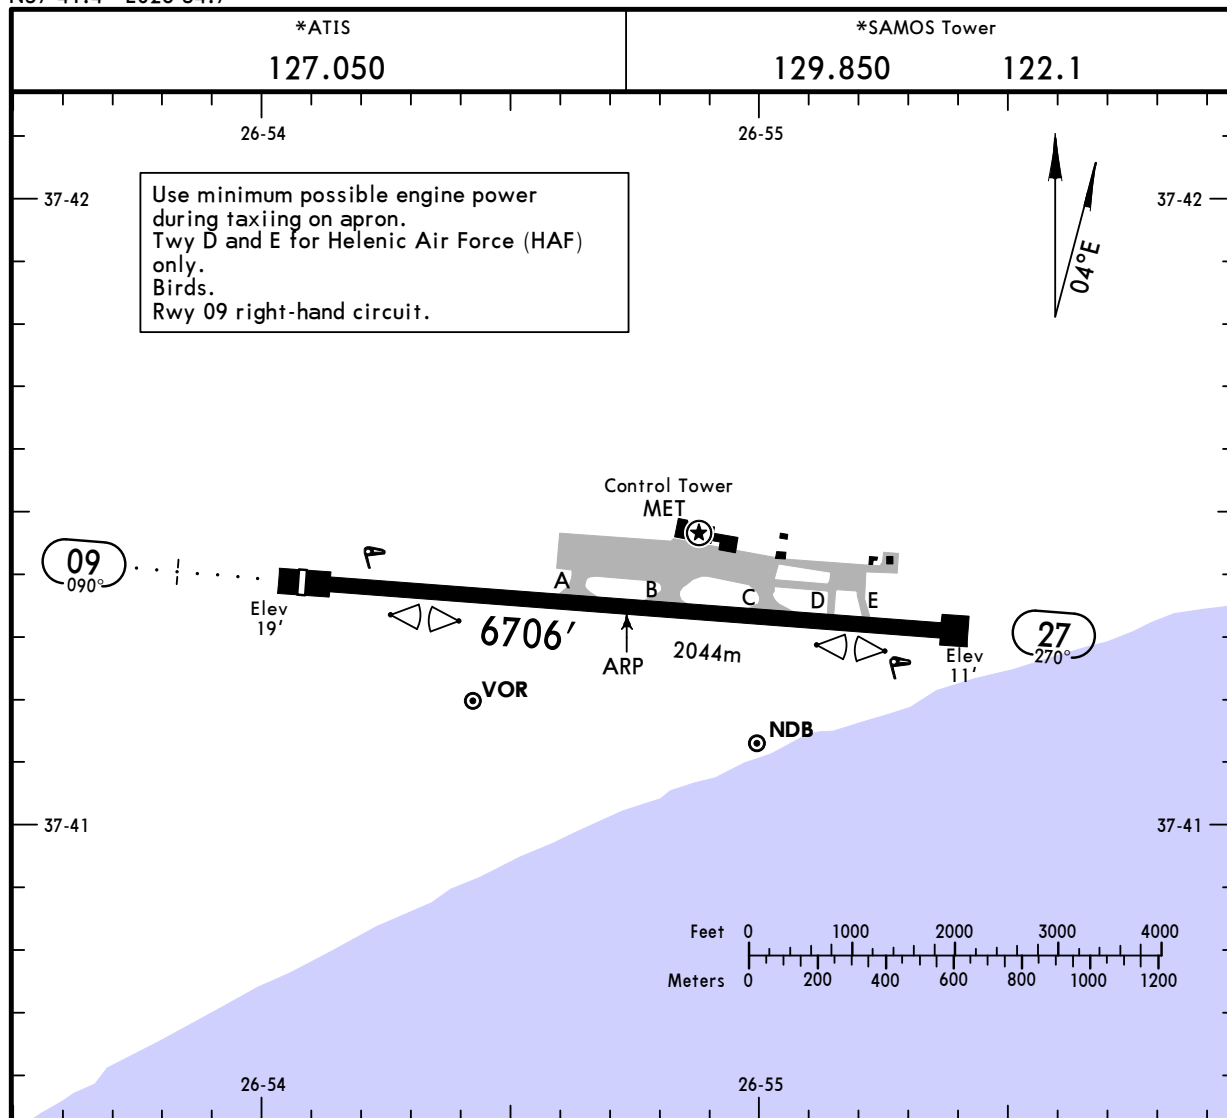 *ATIS
127.050
*SAMOS Tower
129.850 122.1
26-54
26-55
37-42
37-42
Use minimum possible engine power
during taxiing on apron.
Twy D and E for Helenic Air Force (HAF)
only.
Birds.
Rwy 09 right-hand circuit.
04°E
Control Tower
MET
09
090°
A
B
C
D
E
Elev
19'
6706'
2044m
ARP
27
270°
Elev
11'
VOR
NDB
37-41
37-41
Feet 0 1000 2000 3000 4000
Meters 0 200 400 600 800 1000 1200
26-54
26-55